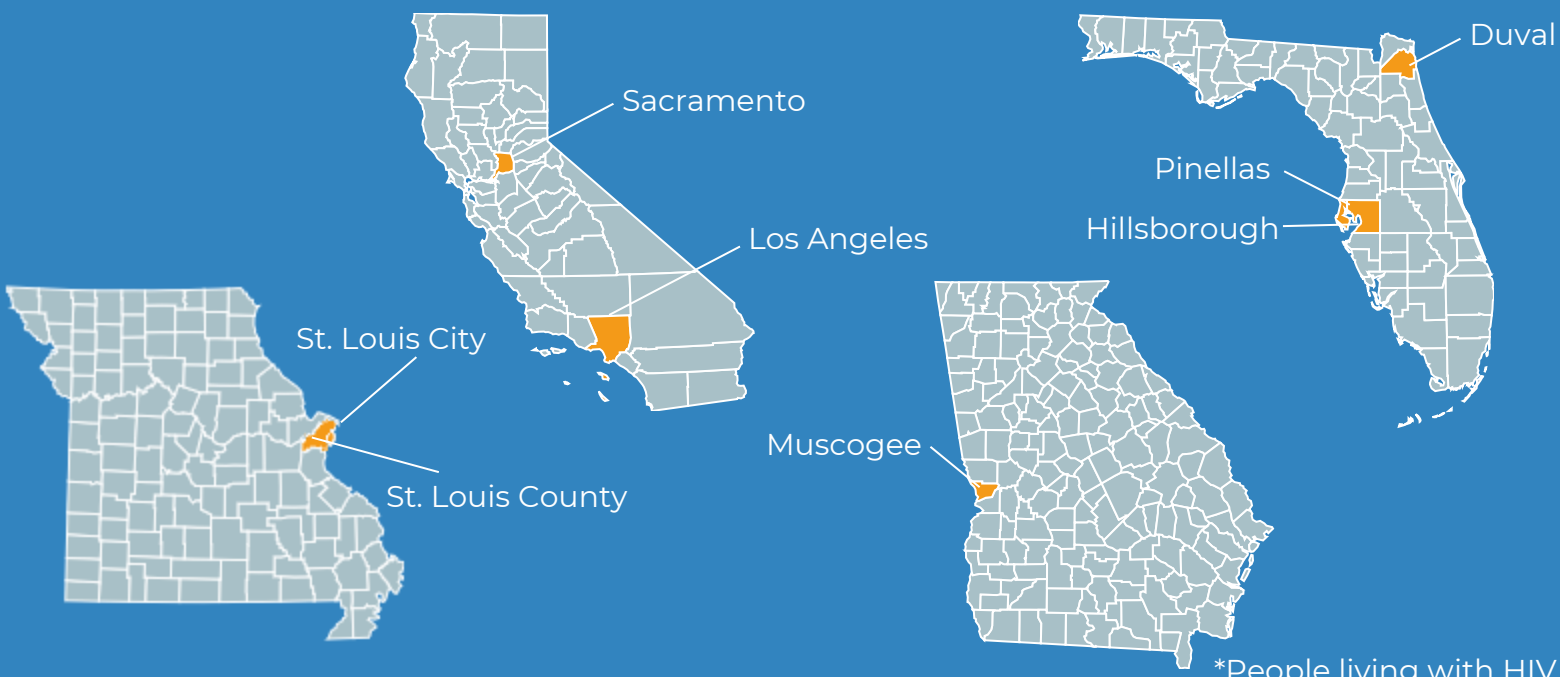 Duval
Sacramento
Pinellas
Hillsborough
Los Angeles
St. Louis City
Muscogee
St. Louis County
*People living with HIV